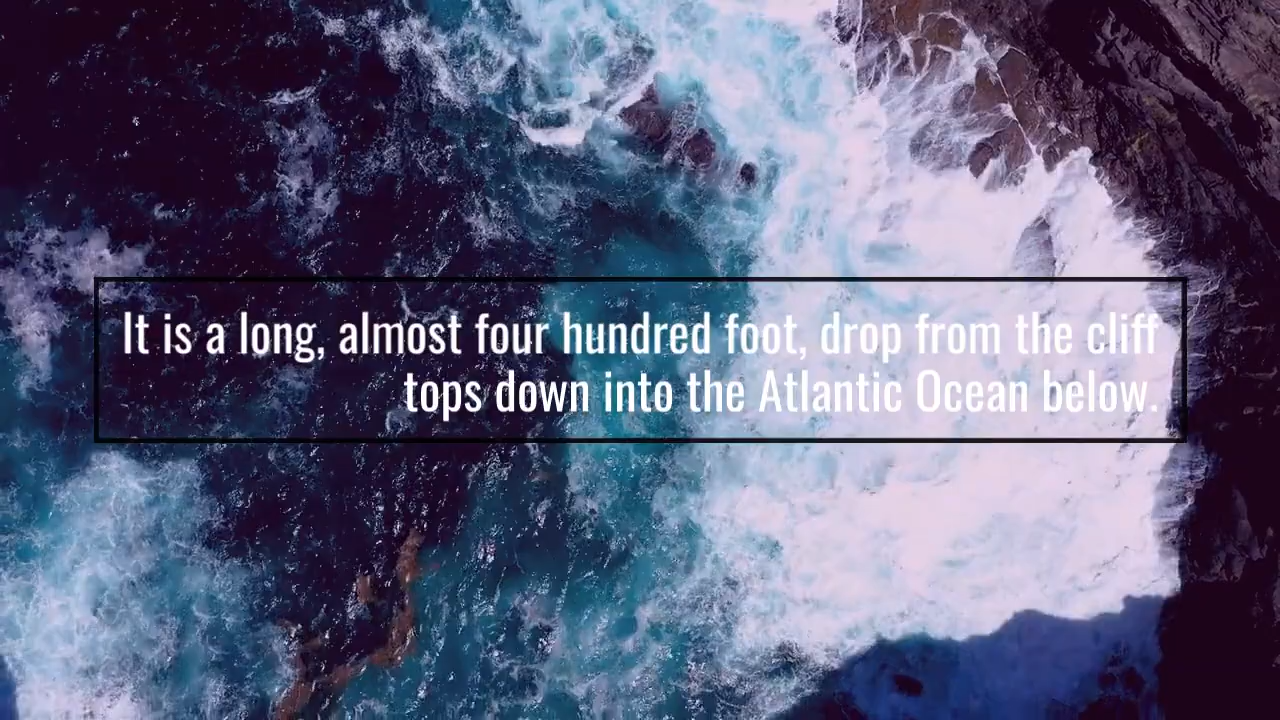 It is a long, almost four hundred foot, drop from the cliff
tops down into the Atlantic Ocean below.